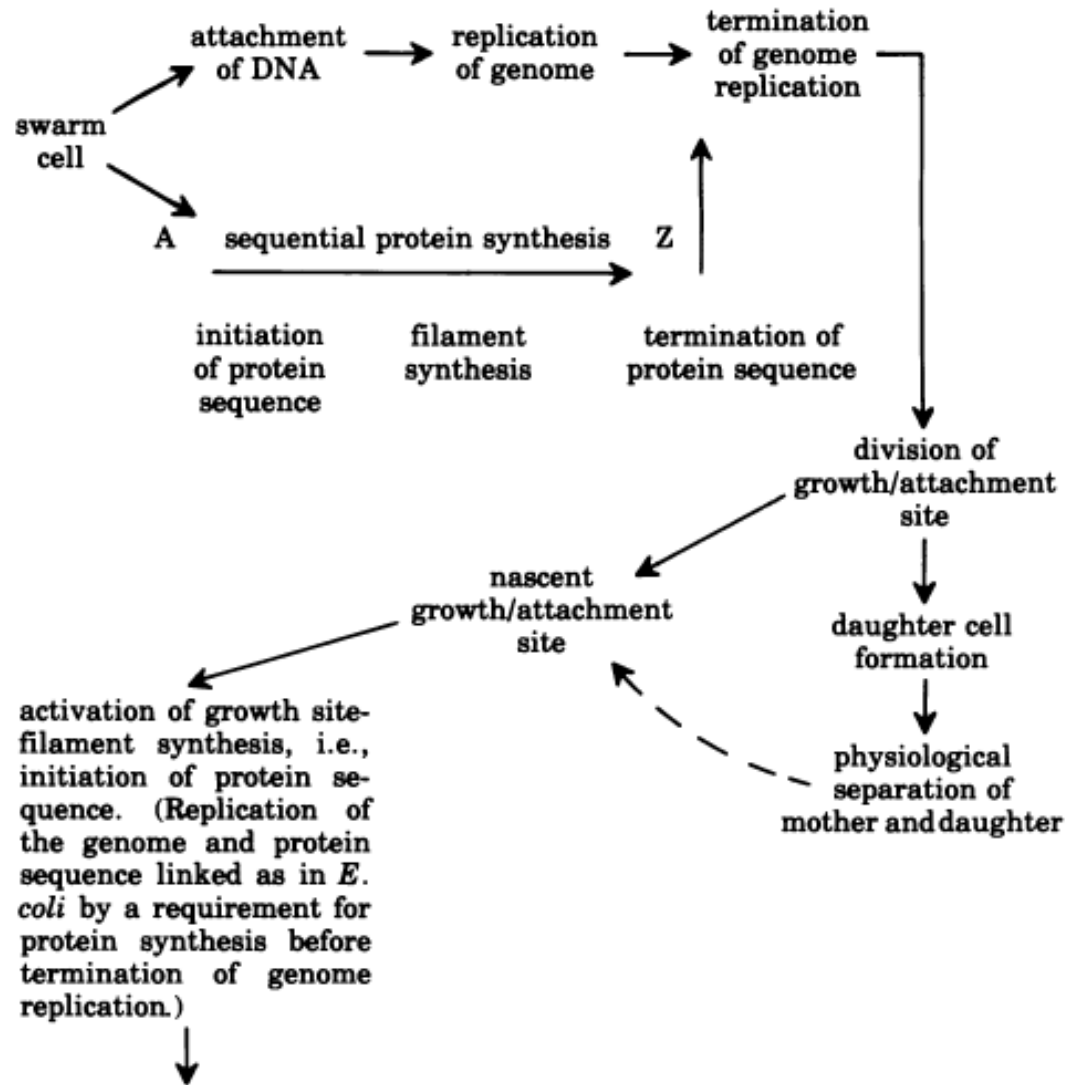 attachment
of DNA
replication
of genome
termination
of genome
replication
swarm
cell
A
sequential protein synthesis
Z
initiation
of protein
sequence
filament
synthesis
termination of
protein sequence
division of
growth/attachment
site
nascent
growth/attachment
site
daughter cell
formation
physiological
separation of
mother and daughter
activation of growth site-
filament synthesis, i.e.,
initiation of protein se-
quence. (Replication of
the genome and protein
sequence linked as in E.
coli by a requirement for
protein synthesis before
termination of genome
replication.)